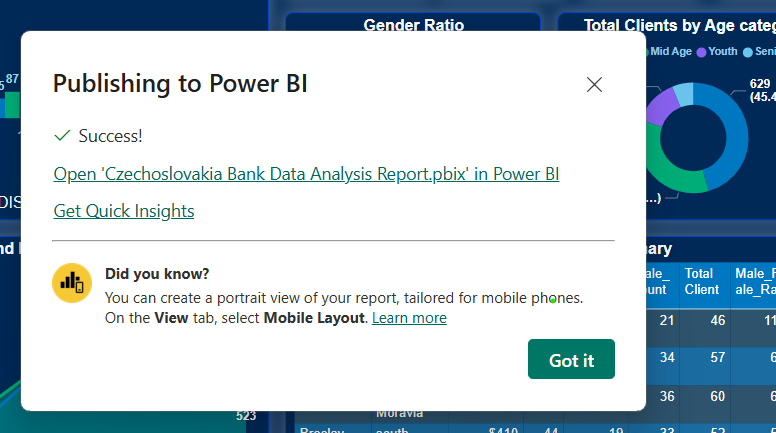 Gender Ratio
Total Clients by Age categ
Mid Age Youth Seni
87
629
(45.4
...)
Publishing to Power BI
Success!
Open 'Czechoslovakia Bank Data Analysis Report.pbix' in Power BI
Get Quick Insights
Did you know?
You can create a portrait view of your report, tailored for mobile phones.
On the View tab, select Mobile Layout. Learn more
Got it
DIS
nd
523
ary
ale_ Total Male_F
unt Client ale_Ra
21 46 11
34 57 6
36 60 6
Moravia
south $410 44 19 33 52